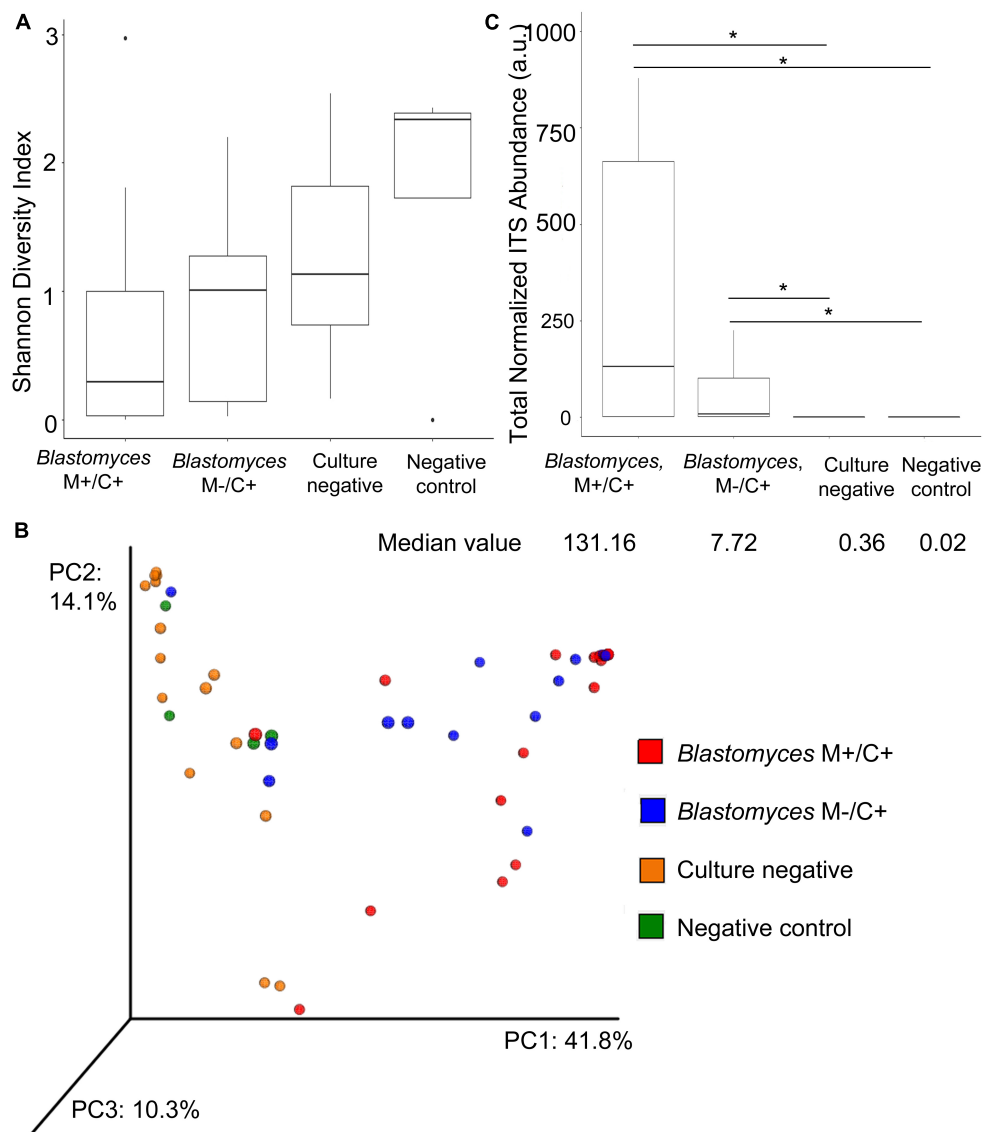 A
3
2
1
0
Shannon Diversity Index
Blastomyces
M+/C+
Blastomyces
M-/C+
Culture
negative
Negative
control
C
1000
750
500
250
0
Total Normalized ITS Abundance (a.u.)
*
*
*
*
Blastomyces,
M+/C+
Blastomyces,
M-/C+
Culture
negative
Negative
control
Median value 131.16 7.72 0.36 0.02
B
PC2:
14.1%
PC1: 41.8%
PC3: 10.3%
Blastomyces M+/C+
Blastomyces M-/C+
Culture negative
Negative control